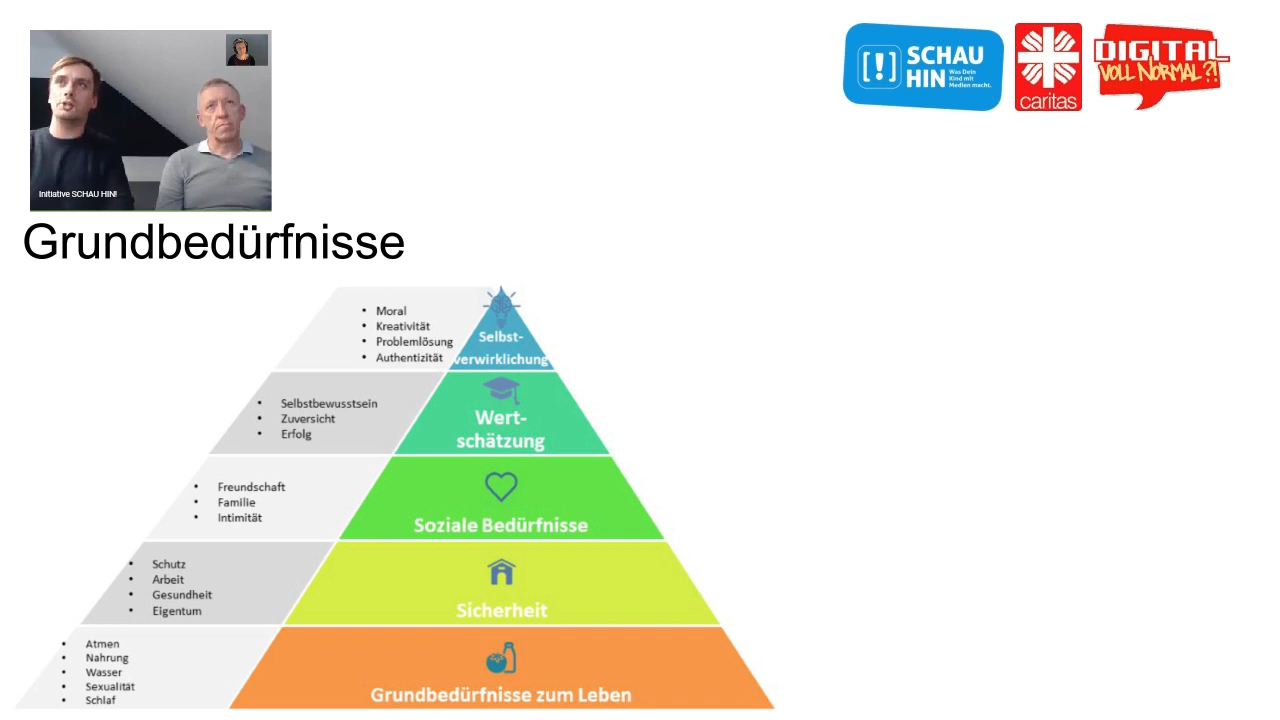 Initiative SCHAU HIN!
[!] SCHAU
HIN Was Dein
Kind mit
Medien macht.
caritas
DIGITAL
VOLL NORMAL?!
Grundbedürfnisse
• Moral
• Kreativität
• Problemlösung
• Authentizität
Selbst-
verwirklichung
• Selbstbewusstsein
• Zuversicht
• Erfolg
Wert-
schätzung
• Freundschaft
• Familie
• Intimität
Soziale Bedürfnisse
• Schutz
• Arbeit
• Gesundheit
• Eigentum
Sicherheit
• Atmen
• Nahrung
• Wasser
• Sexualität
• Schlaf
Grundbedürfnisse zum Leben